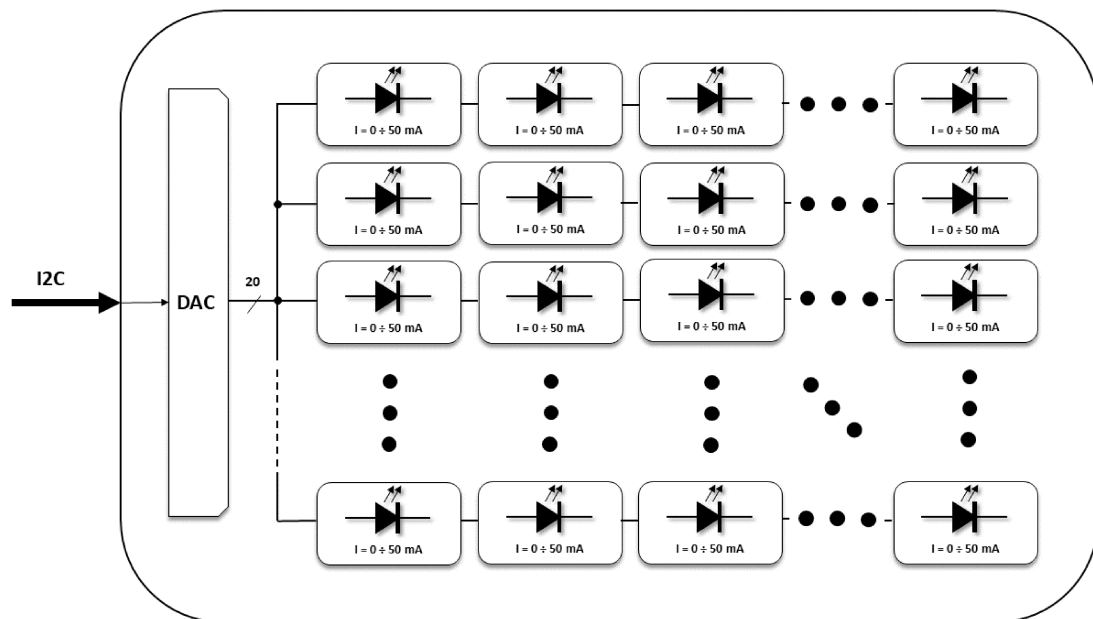 I = 0 ÷ 50 mA
I = 0 ÷ 50 mA
I = 0 ÷ 50 mA
I = 0 ÷ 50 mA
I = 0 ÷ 50 mA
I = 0 ÷ 50 mA
I = 0 ÷ 50 mA
I = 0 ÷ 50 mA
I2C
DAC
20
I = 0 ÷ 50 mA
I = 0 ÷ 50 mA
I = 0 ÷ 50 mA
I = 0 ÷ 50 mA
I = 0 ÷ 50 mA
I = 0 ÷ 50 mA
I = 0 ÷ 50 mA
I = 0 ÷ 50 mA